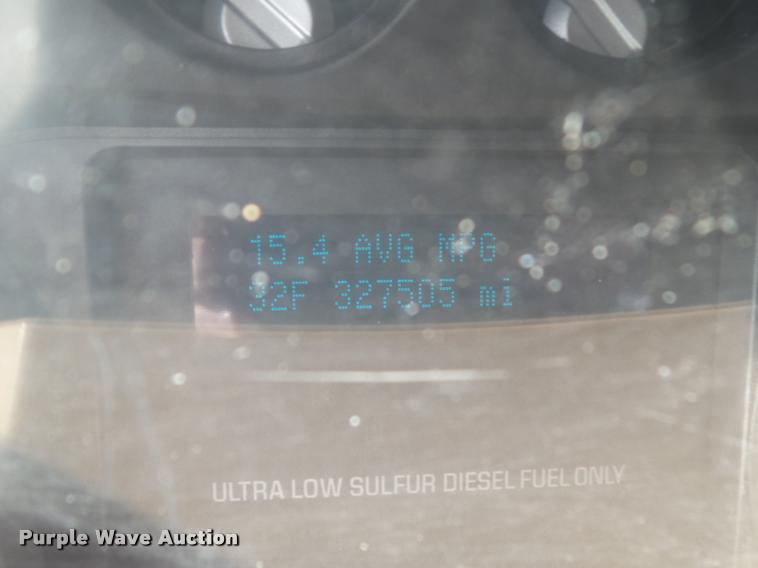 15.4 AVG MPG
32F 327505 mi
ULTRA LOW SULFUR DIESEL FUEL ONLY
Purple Wave Auction